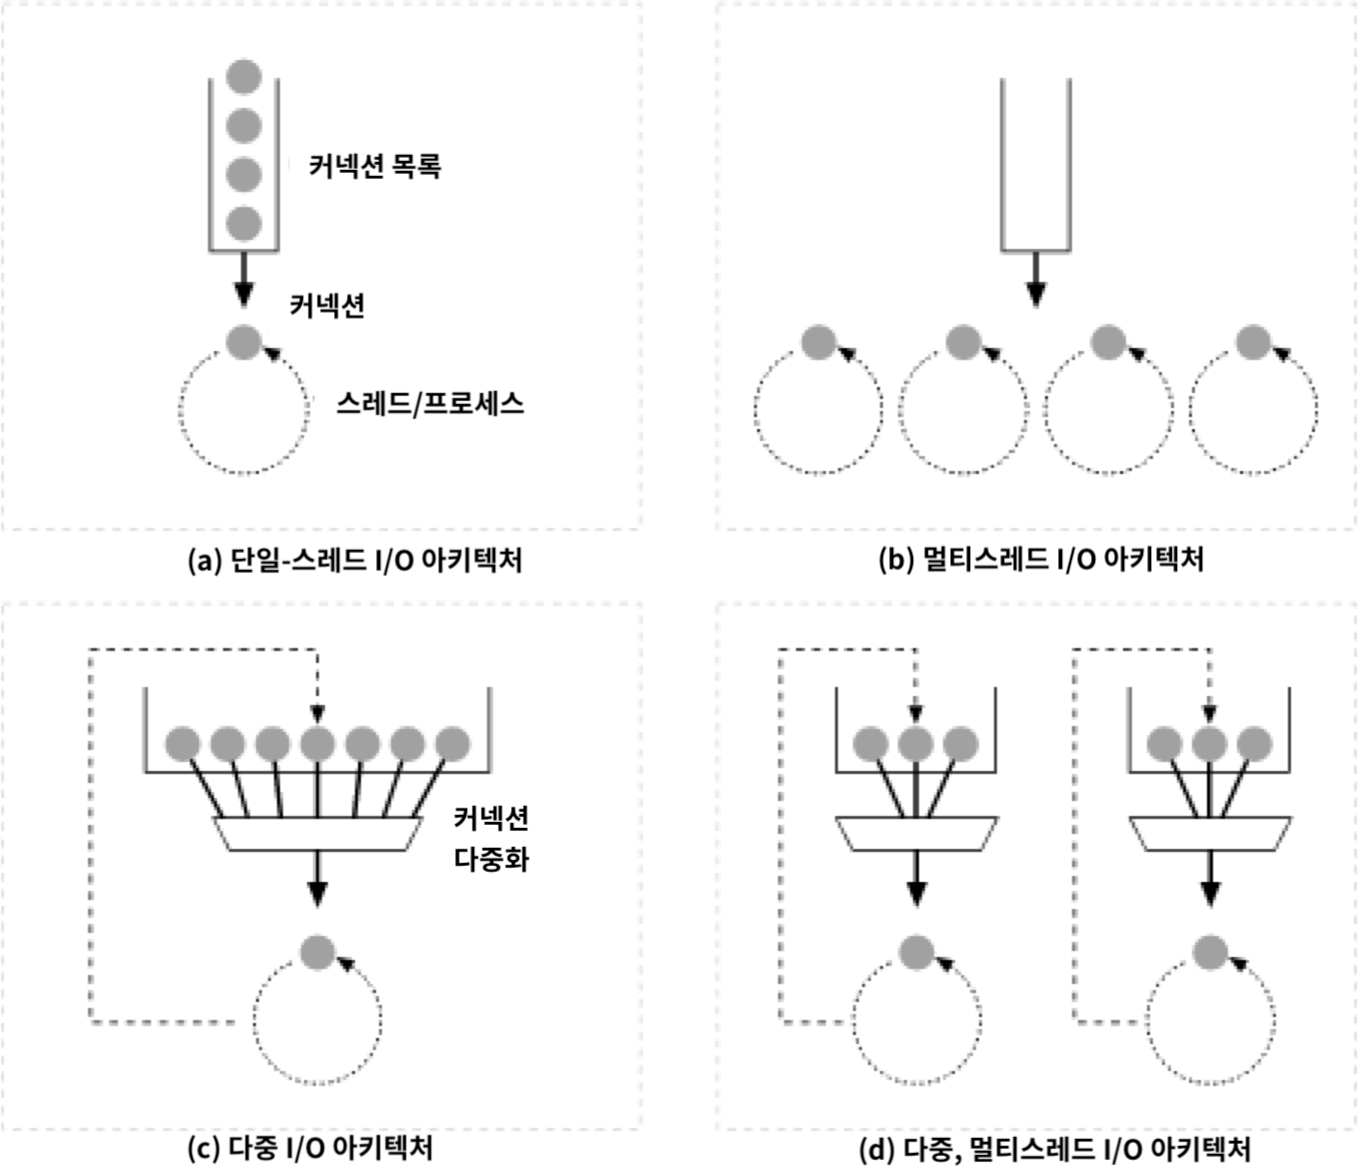 커넥션 목록
커넥션
스레드/프로세스
(a) 단일-스레드 I/O 아키텍처
(b) 멀티스레드 I/O 아키텍처
커넥션
다중화
(c) 다중 I/O 아키텍처
(d) 다중, 멀티스레드 I/O 아키텍처